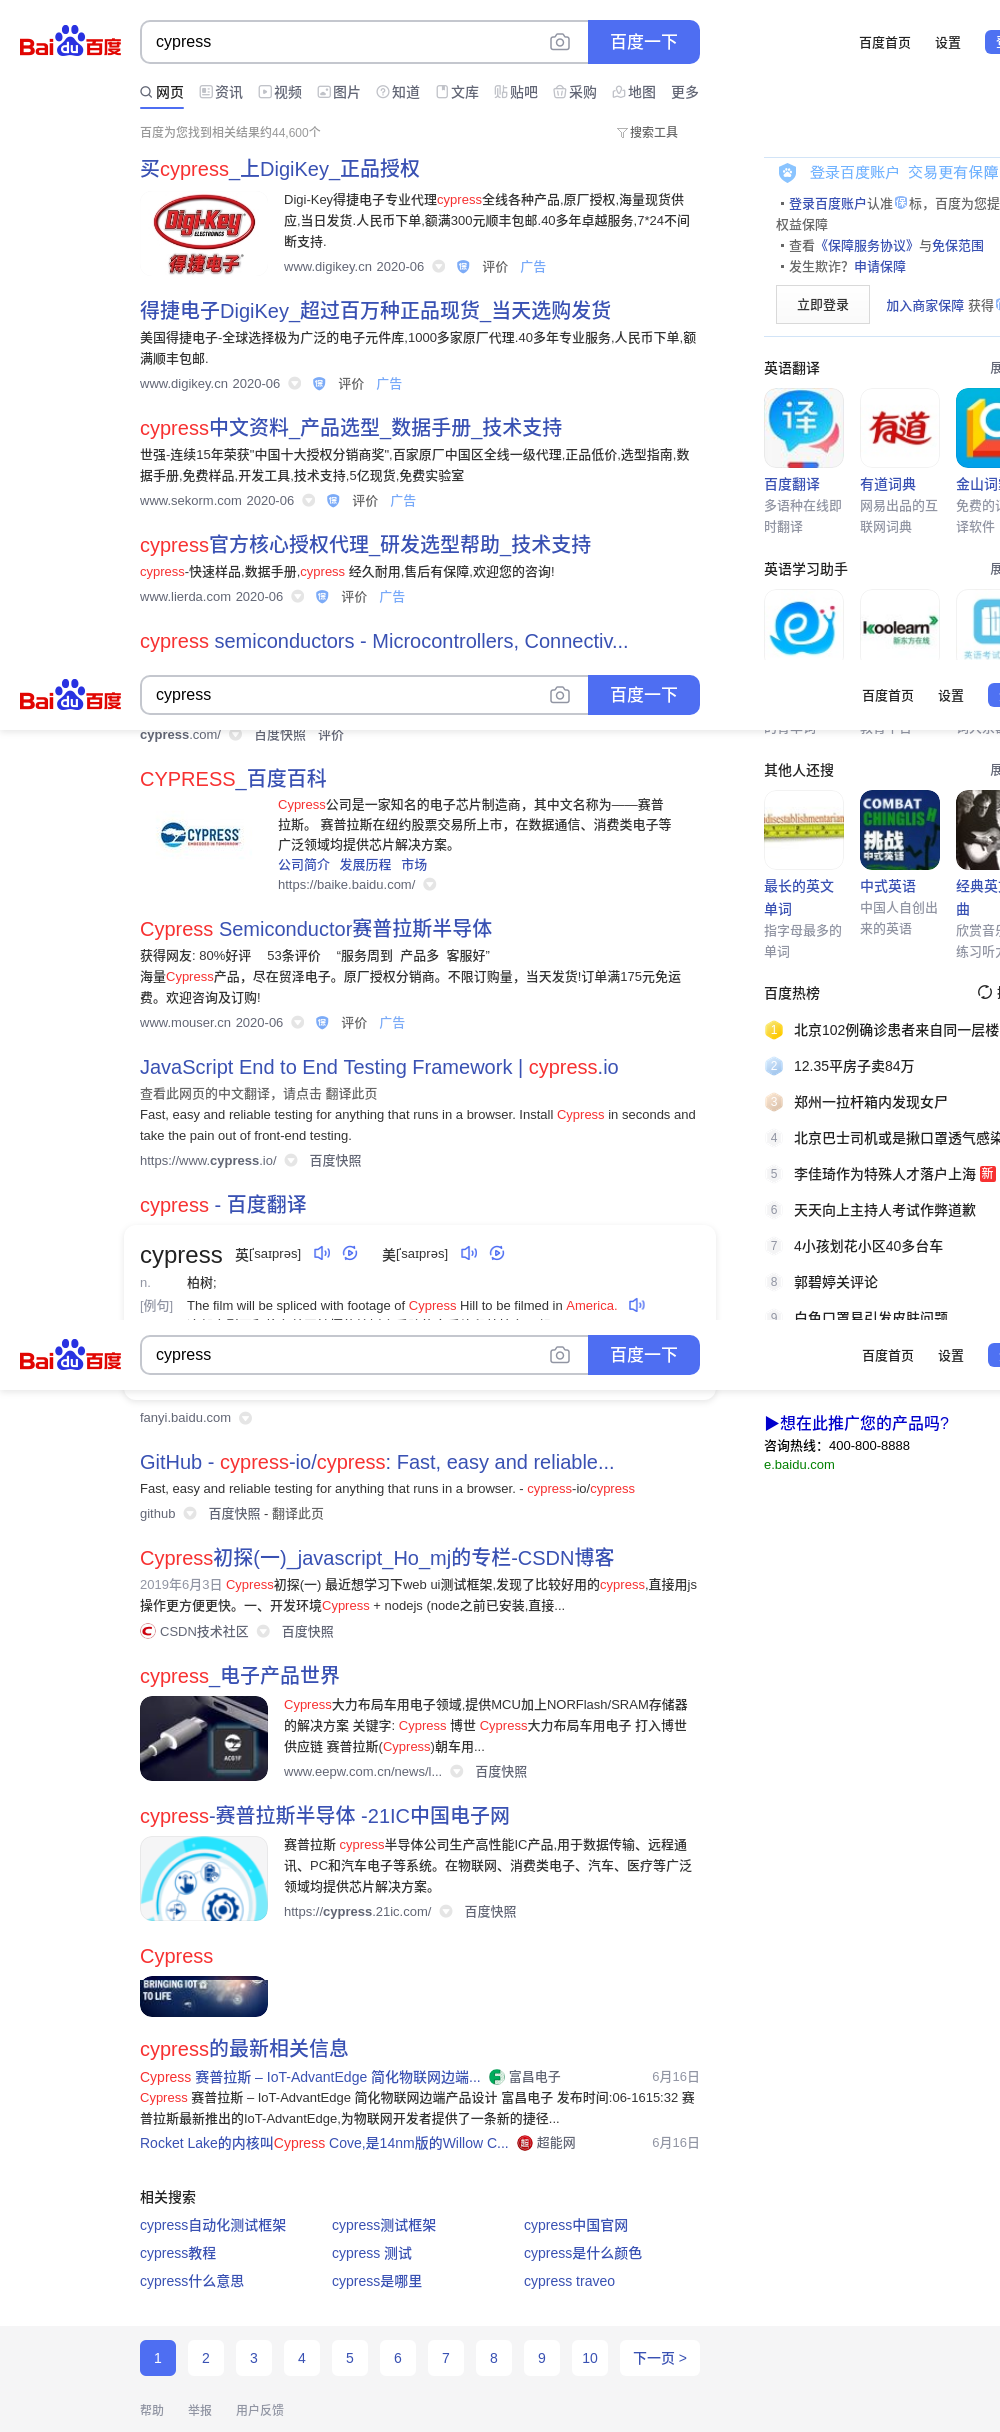 Bai du 百度
cypress
百度一下
百度首页 设置
网页 资讯 视频 图片 知道 文库 贴吧 采购 地图 更多
百度为您找到相关结果约44,600个
搜索工具
买cypress_上DigiKey_正品授权
Digi-Key 得捷电子
Digi-Key得捷电子专业代理cypress全线各种产品,原厂授权,海量现货供
应,当日发货.人民币下单,额满300元顺丰包邮.40多年卓越服务,7*24不间
断支持.
www.digikey.cn 2020-06 评价 广告
得捷电子DigiKey_超过百万种正品现货_当天选购发货
美国得捷电子-全球选择极为广泛的电子元件库,1000多家原厂代理.40多年专业服务,人民币下单,额
满顺丰包邮.
www.digikey.cn 2020-06 评价 广告
cypress中文资料_产品选型_数据手册_技术支持
世强-连续15年荣获"中国十大授权分销商奖",百家原厂中国区全线一级代理,正品低价,选型指南,数
据手册,免费样品,开发工具,技术支持,5亿现货,免费实验室
www.sekorm.com 2020-06 评价 广告
cypress官方核心授权代理_研发选型帮助_技术支持
cypress-快速样品,数据手册,cypress 经久耐用,售后有保障,欢迎您的咨询!
www.lierda.com 2020-06 评价 广告
cypress semiconductors - Microcontrollers, Connectiv...
登录百度账户 交易更有保障
登录百度账户认准保标，百度为您提
权益保障
查看《保障服务协议》与免保范围
发生欺诈？申请保障
立即登录 加入商家保障 获得
英语翻译 展
译 有道
百度翻译 有道词典 金山词
多语种在线即 网易出品的互 免费的
时翻译 联网词典 译软件
英语学习助手 展
koolearn 新东方在线 英语考试
Bai du 百度
cypress
百度一下
百度首页 设置
cypress.com/ 百度快照 评价
CYPRESS_百度百科
CYPRESS EMBEDDED IN TOMORROW
Cypress公司是一家知名的电子芯片制造商，其中文名称为——赛普
拉斯。 赛普拉斯在纽约股票交易所上市，在数据通信、消费类电子等
广泛领域均提供芯片解决方案。
公司简介 发展历程 市场
https://baike.baidu.com/
Cypress Semiconductor赛普拉斯半导体
获得网友: 80%好评 53条评价 “服务周到 产品多 客服好”
海量Cypress产品，尽在贸泽电子。原厂授权分销商。不限订购量，当天发货!订单满175元免运
费。欢迎咨询及订购!
www.mouser.cn 2020-06 评价 广告
JavaScript End to End Testing Framework | cypress.io
查看此网页的中文翻译，请点击 翻译此页
Fast, easy and reliable testing for anything that runs in a browser. Install Cypress in seconds and
take the pain out of front-end testing.
https://www.cypress.io/ 百度快照
cypress - 百度翻译
cypress 英[ˈsaɪprəs] 美[ˈsaɪprəs]
n. 柏树;
[例句] The film will be spliced with footage of Cypress Hill to be filmed in America.
其他人还搜 展
disestablishmentarian
COMBAT CHINGLISH 挑战 中式英语
最长的英文 中式英语 经典英
单词 中国人自创出 曲
指字母最多的 来的英语 欣赏音
单词 练习听
百度热榜
1 北京102例确诊患者来自同一层楼
2 12.35平房子卖84万
3 郑州一拉杆箱内发现女尸
4 北京巴士司机或是揪口罩透气感染
5 李佳琦作为特殊人才落户上海 新
6 天天向上主持人考试作弊道歉
7 4小孩划花小区40多台车
8 郭碧婷关评论
9 白色口罩易引发皮肤问题
Bai du 百度
cypress
百度一下
百度首页 设置
fanyi.baidu.com
▶想在此推广您的产品吗?
咨询热线：400-800-8888
e.baidu.com
GitHub - cypress-io/cypress: Fast, easy and reliable...
Fast, easy and reliable testing for anything that runs in a browser. - cypress-io/cypress
github 百度快照 - 翻译此页
Cypress初探(一)_javascript_Ho_mj的专栏-CSDN博客
2019年6月3日 Cypress初探(一) 最近想学习下web ui测试框架,发现了比较好用的cypress,直接用js
操作更方便更快。一、开发环境Cypress + nodejs (node之前已安装,直接...
CSDN技术社区 百度快照
cypress_电子产品世界
ACG1F
Cypress大力布局车用电子领域,提供MCU加上NORFlash/SRAM存储器
的解决方案 关键字: Cypress 博世 Cypress大力布局车用电子 打入博世
供应链 赛普拉斯(Cypress)朝车用...
www.eepw.com.cn/news/l... 百度快照
cypress-赛普拉斯半导体 -21IC中国电子网
赛普拉斯 cypress半导体公司生产高性能IC产品,用于数据传输、远程通
讯、PC和汽车电子等系统。在物联网、消费类电子、汽车、医疗等广泛
领域均提供芯片解决方案。
https://cypress.21ic.com/ 百度快照
Cypress
BRINGING IOT
TO LIFE
cypress的最新相关信息
Cypress 赛普拉斯 – IoT-AdvantEdge 简化物联网边端... 富昌电子 6月16日
Cypress 赛普拉斯 – IoT-AdvantEdge 简化物联网边端产品设计 富昌电子 发布时间:06-1615:32 赛
普拉斯最新推出的IoT-AdvantEdge,为物联网开发者提供了一条新的捷径...
Rocket Lake的内核叫Cypress Cove,是14nm版的Willow C... 超能网 6月16日
相关搜索
cypress自动化测试框架 cypress测试框架 cypress中国官网
cypress教程 cypress 测试 cypress是什么颜色
cypress什么意思 cypress是哪里 cypress traveo
1 2 3 4 5 6 7 8 9 10 下一页 >
帮助 举报 用户反馈